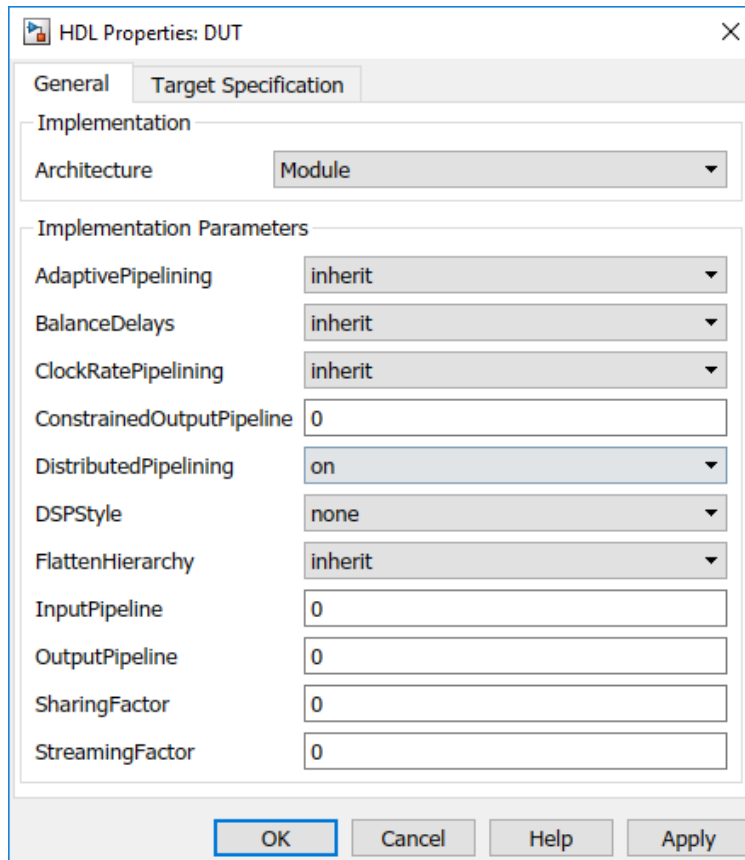 HDL Properties: DUT
General Target Specification
Implementation
Architecture Module
Implementation Parameters
AdaptivePipelining inherit
BalanceDelays inherit
ClockRatePipelining inherit
ConstrainedOutputPipeline 0
DistributedPipelining on
DSPStyle none
FlattenHierarchy inherit
InputPipeline 0
OutputPipeline 0
SharingFactor 0
StreamingFactor 0
OK Cancel Help Apply